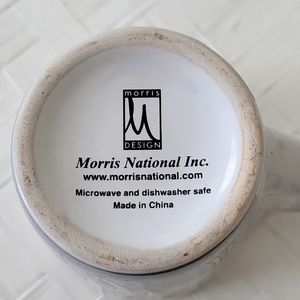 morris
M
DESIGN
Morris National Inc.
www.morrisnational.com
Microwave and dishwasher safe
Made in China